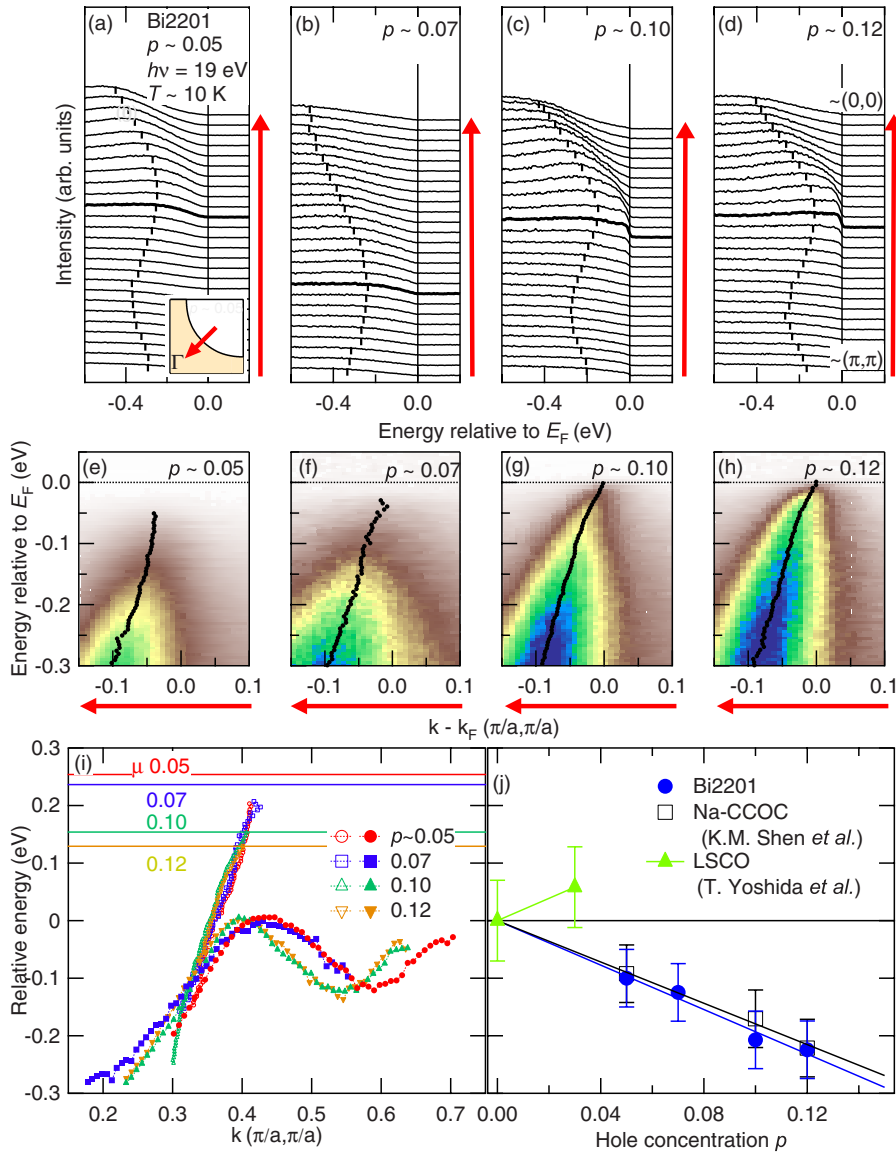 (a) Bi2201
p ~ 0.05
hν = 19 eV
T ~ 10 K
Γ
(b) p ~ 0.07
(c) p ~ 0.10
(d) p ~ 0.12
~(0,0)
~(π,π)
Intensity (arb. units)
-0.4 0.0 -0.4 0.0 -0.4 0.0 -0.4 0.0
Energy relative to E_F (eV)
(e) p ~ 0.05
(f) p ~ 0.07
(g) p ~ 0.10
(h) p ~ 0.12
Energy relative to E_F (eV)
0.0
-0.1
-0.2
-0.3
-0.1 0.0 0.1 -0.1 0.0 0.1 -0.1 0.0 0.1 -0.1 0.0 0.1
k - k_F (π/a,π/a)
(i)
μ 0.05
0.07
0.10
0.12
p~0.05
0.07
0.10
0.12
Relative energy (eV)
0.3
0.2
0.1
0
-0.1
-0.2
-0.3
0.2 0.3 0.4 0.5 0.6 0.7
k (π/a,π/a)
(j)
Bi2201
Na-CCOC
(K.M. Shen et al.)
LSCO
(T. Yoshida et al.)
0.00 0.04 0.08 0.12
Hole concentration p